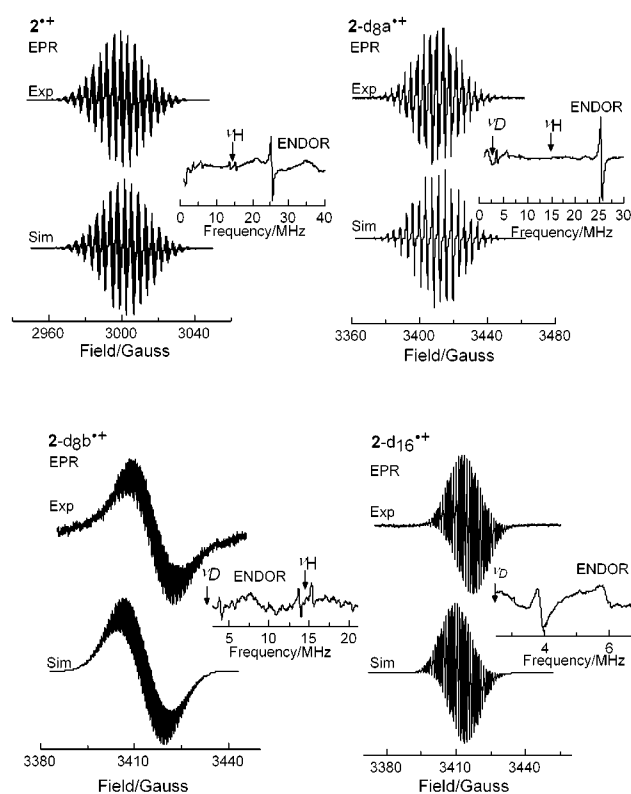 2•+
EPR
Exp
ENDOR
νH
0 10 20 30 40
Frequency/MHz
Sim
2960 3000 3040
Field/Gauss
2-d8a•+
EPR
Exp
ENDOR
νD νH
0 5 10 15 20 25 30
Frequency/MHz
Sim
3360 3400 3440 3480
Field/Gauss
2-d8b•+
EPR
Exp
νD ENDOR νH
5 10 15 20
Frequency/MHz
Sim
3380 3410 3440
Field/Gauss
2-d16•+
EPR
Exp
νD ENDOR
4 6
Frequency/MHz
Sim
3380 3410 3440
Field/Gauss